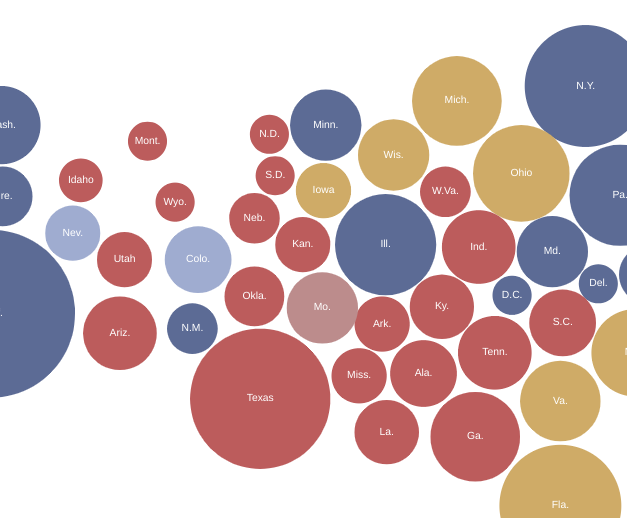 N.Y.
Mich.
ash.
Minn.
N.D.
Mont.
Wis.
Ohio
S.D.
Idaho
Iowa
W.Va.
re.
Pa.
Wyo.
Neb.
Nev.
Kan.
Ill.
Ind.
Md.
Utah
Colo.
Del.
D.C.
Okla.
Mo.
Ky.
N.M.
Ariz.
Ark.
S.C.
Tenn.
Miss.
Ala.
Texas
Va.
La.
Ga.
Fla.